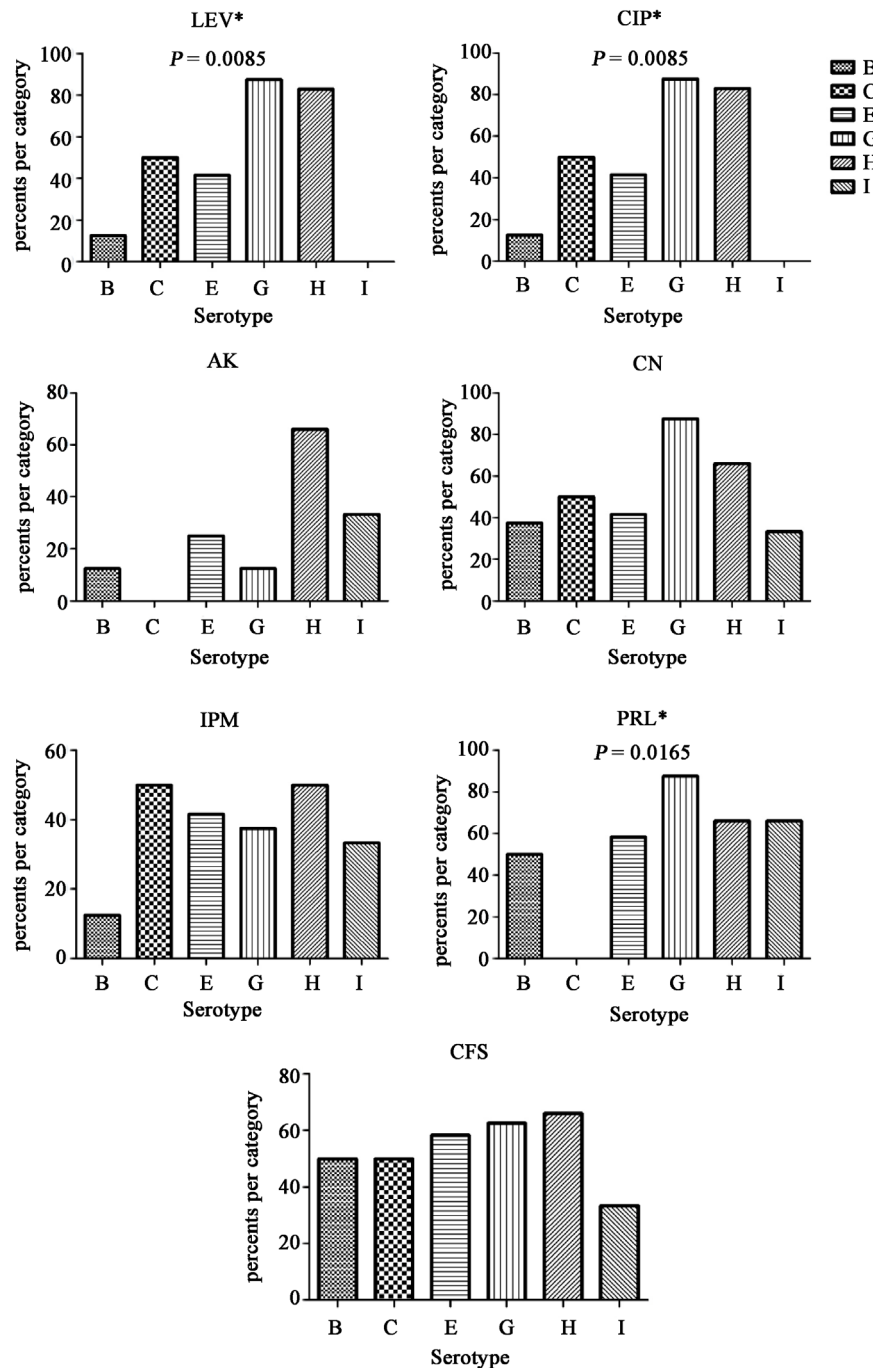 LEV*
P = 0.0085
percents per category
100
80
60
40
20
0
B C E G H I
Serotype
CIP*
P = 0.0085
percents per category
100
80
60
40
20
0
B C E G H I
Serotype
B
C
E
G
H
I
AK
percents per category
80
60
40
20
0
B C E G H I
Serotype
CN
percents per category
100
80
60
40
20
0
B C E G H I
Serotype
IPM
percents per category
60
40
20
0
B C E G H I
Serotype
PRL*
P = 0.0165
percents per category
100
80
60
40
20
0
B C E G H I
Serotype
CFS
percents per category
80
60
40
20
0
B C E G H I
Serotype